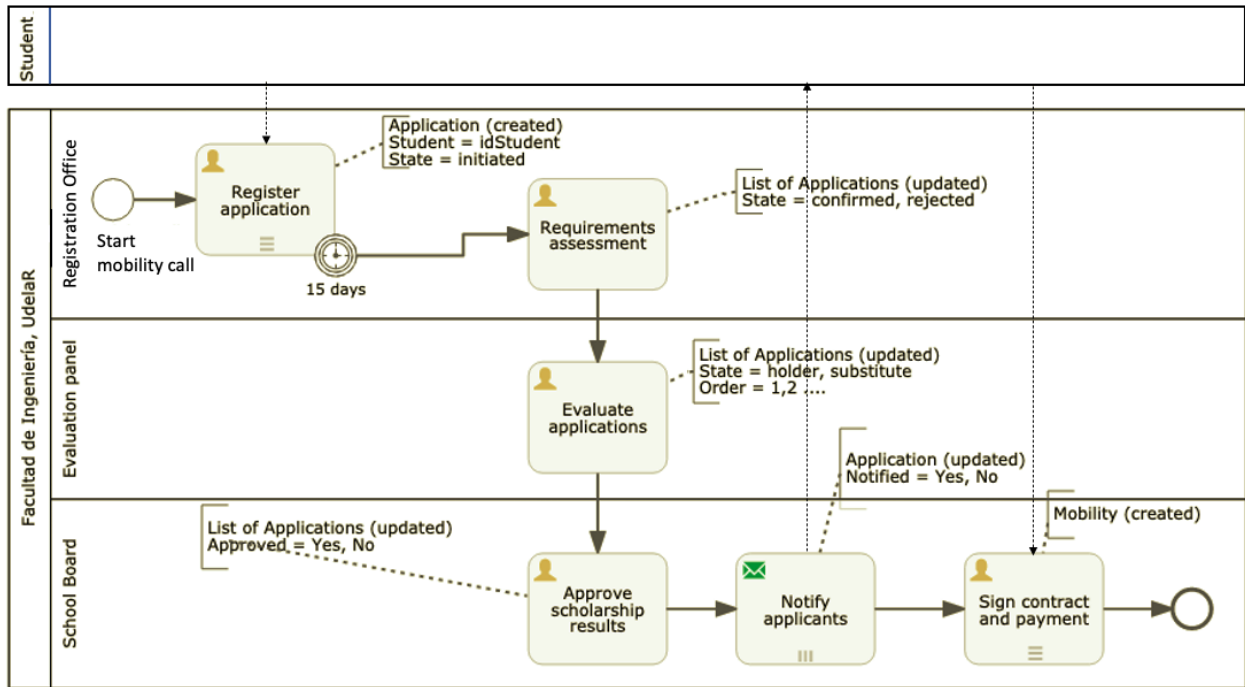 Student
Facultad de Ingeniería, UdelaR
Registration Office
Start
mobility call
Register
application
15 days
Application (created)
Student = idStudent
State = initiated
Requirements
assessment
List of Applications (updated)
State = confirmed, rejected
Evaluation panel
Evaluate
applications
List of Applications (updated)
State = holder, substitute
Order = 1,2 ....
School Board
List of Applications (updated)
Approved = Yes, No
Approve
scholarship
results
Application (updated)
Notified = Yes, No
Notify
applicants
Mobility (created)
Sign contract
and payment